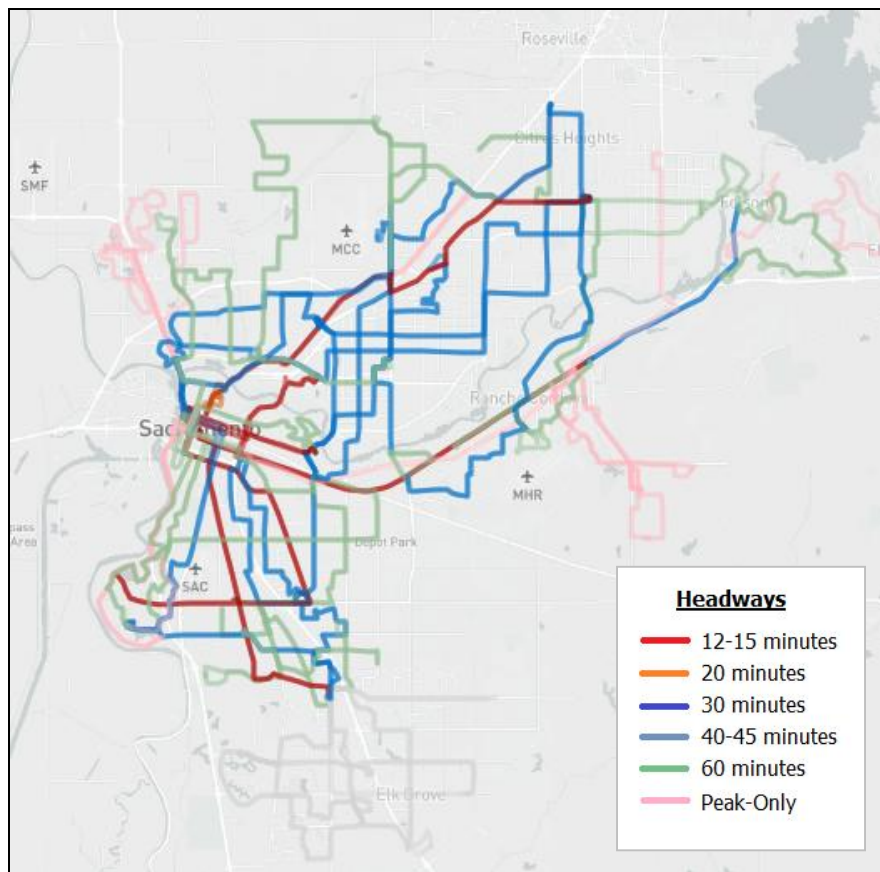 Roseville
Citrus Heights
SMF
MCC
Rancho Cordova
Sacramento
MHR
Area
Depot Park
SAC
Elk Grove
Headways
12-15 minutes
20 minutes
30 minutes
40-45 minutes
60 minutes
Peak-Only